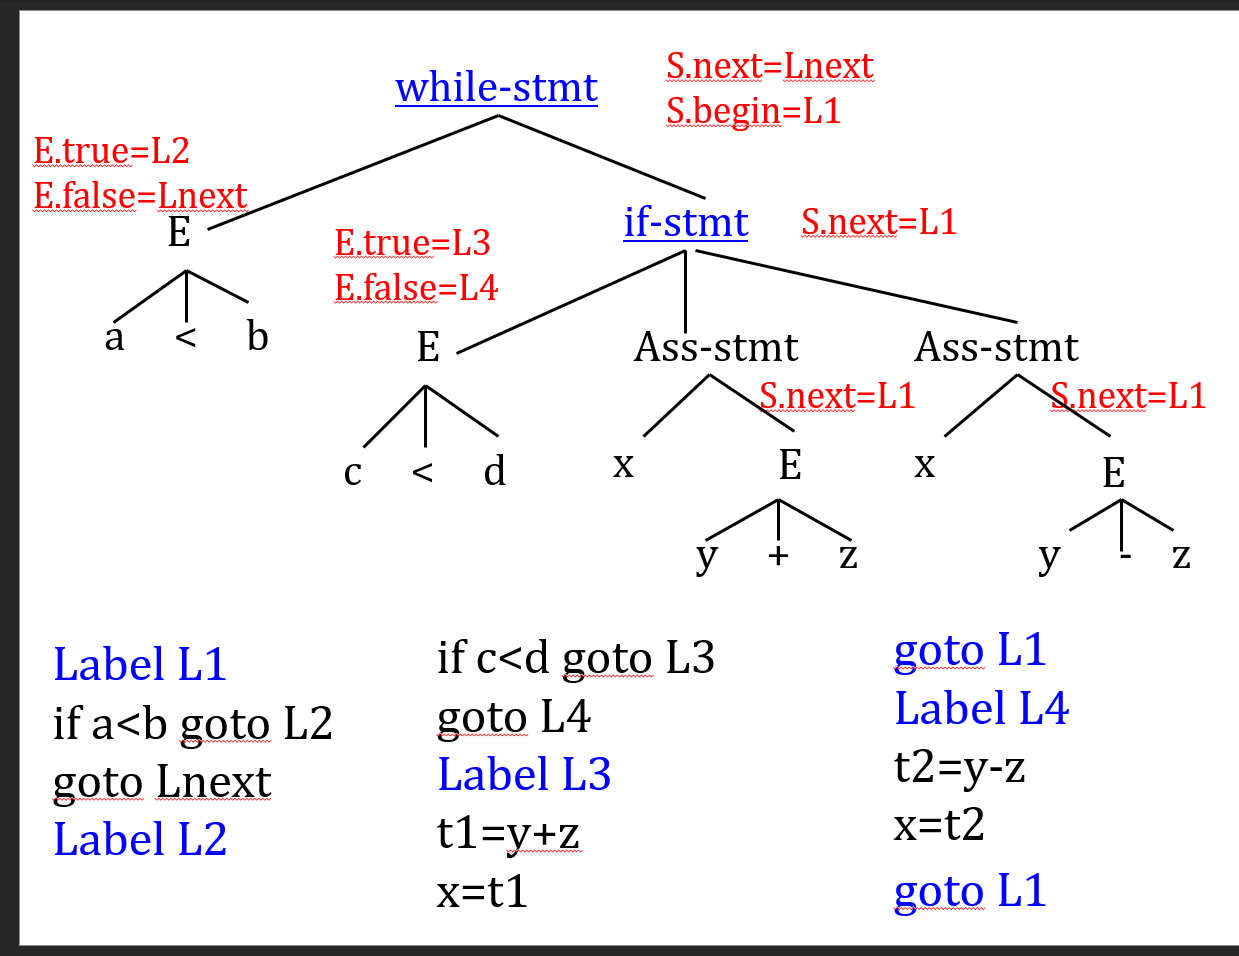 while-stmt
S.next=Lnext
S.begin=L1
E.true=L2
E.false=Lnext
E
if-stmt
S.next=L1
E.true=L3
E.false=L4
a < b
E
Ass-stmt
Ass-stmt
S.next=L1
S.next=L1
c < d
x
E
x
E
y + z
y - z
Label L1
if a<b goto L2
goto Lnext
Label L2
if c<d goto L3
goto L4
Label L3
t1=y+z
x=t1
goto L1
Label L4
t2=y-z
x=t2
goto L1